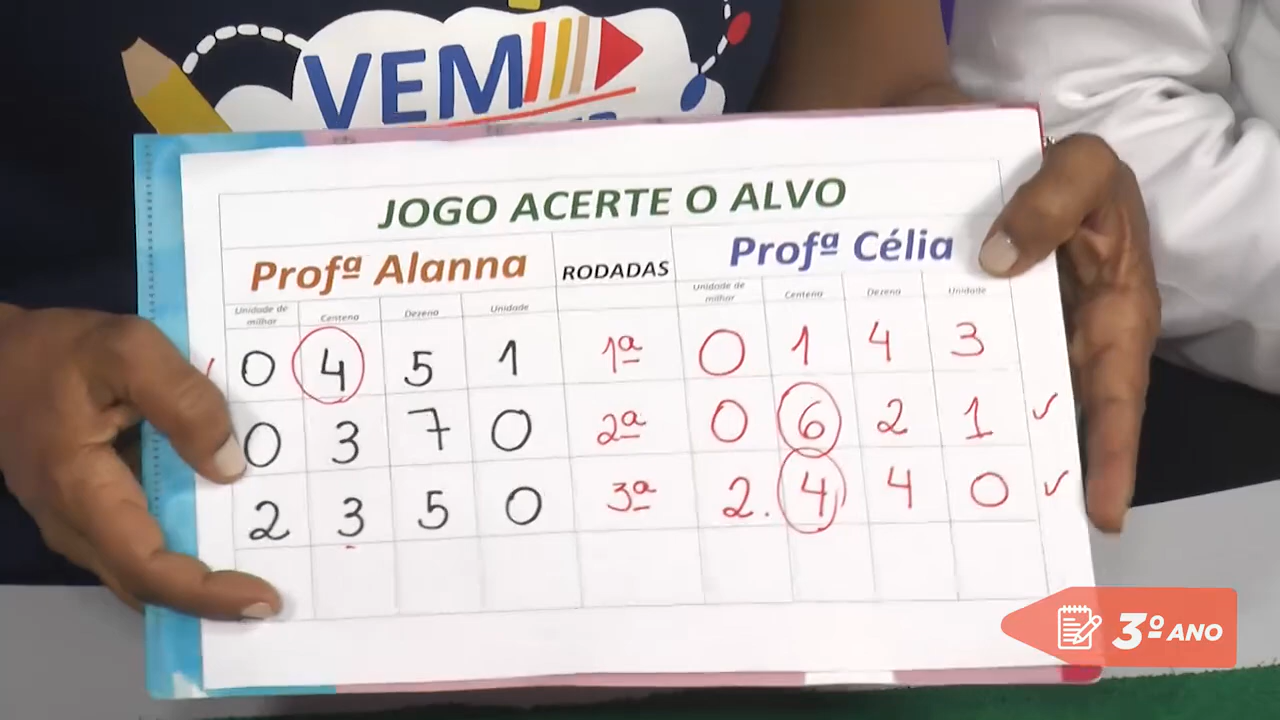 VEM
JOGO ACERTE O ALVO
Profª Alanna RODADAS Profª Célia
Unidade de milhar Centena Dezena Unidade Unidade de milhar Centena Dezena Unidade
0 4 5 1 1ª 0 1 4 3
0 3 7 0 2ª 0 6 2 1 ✓
2 3 5 0 3ª 2. 4 4 0 ✓
3º ANO